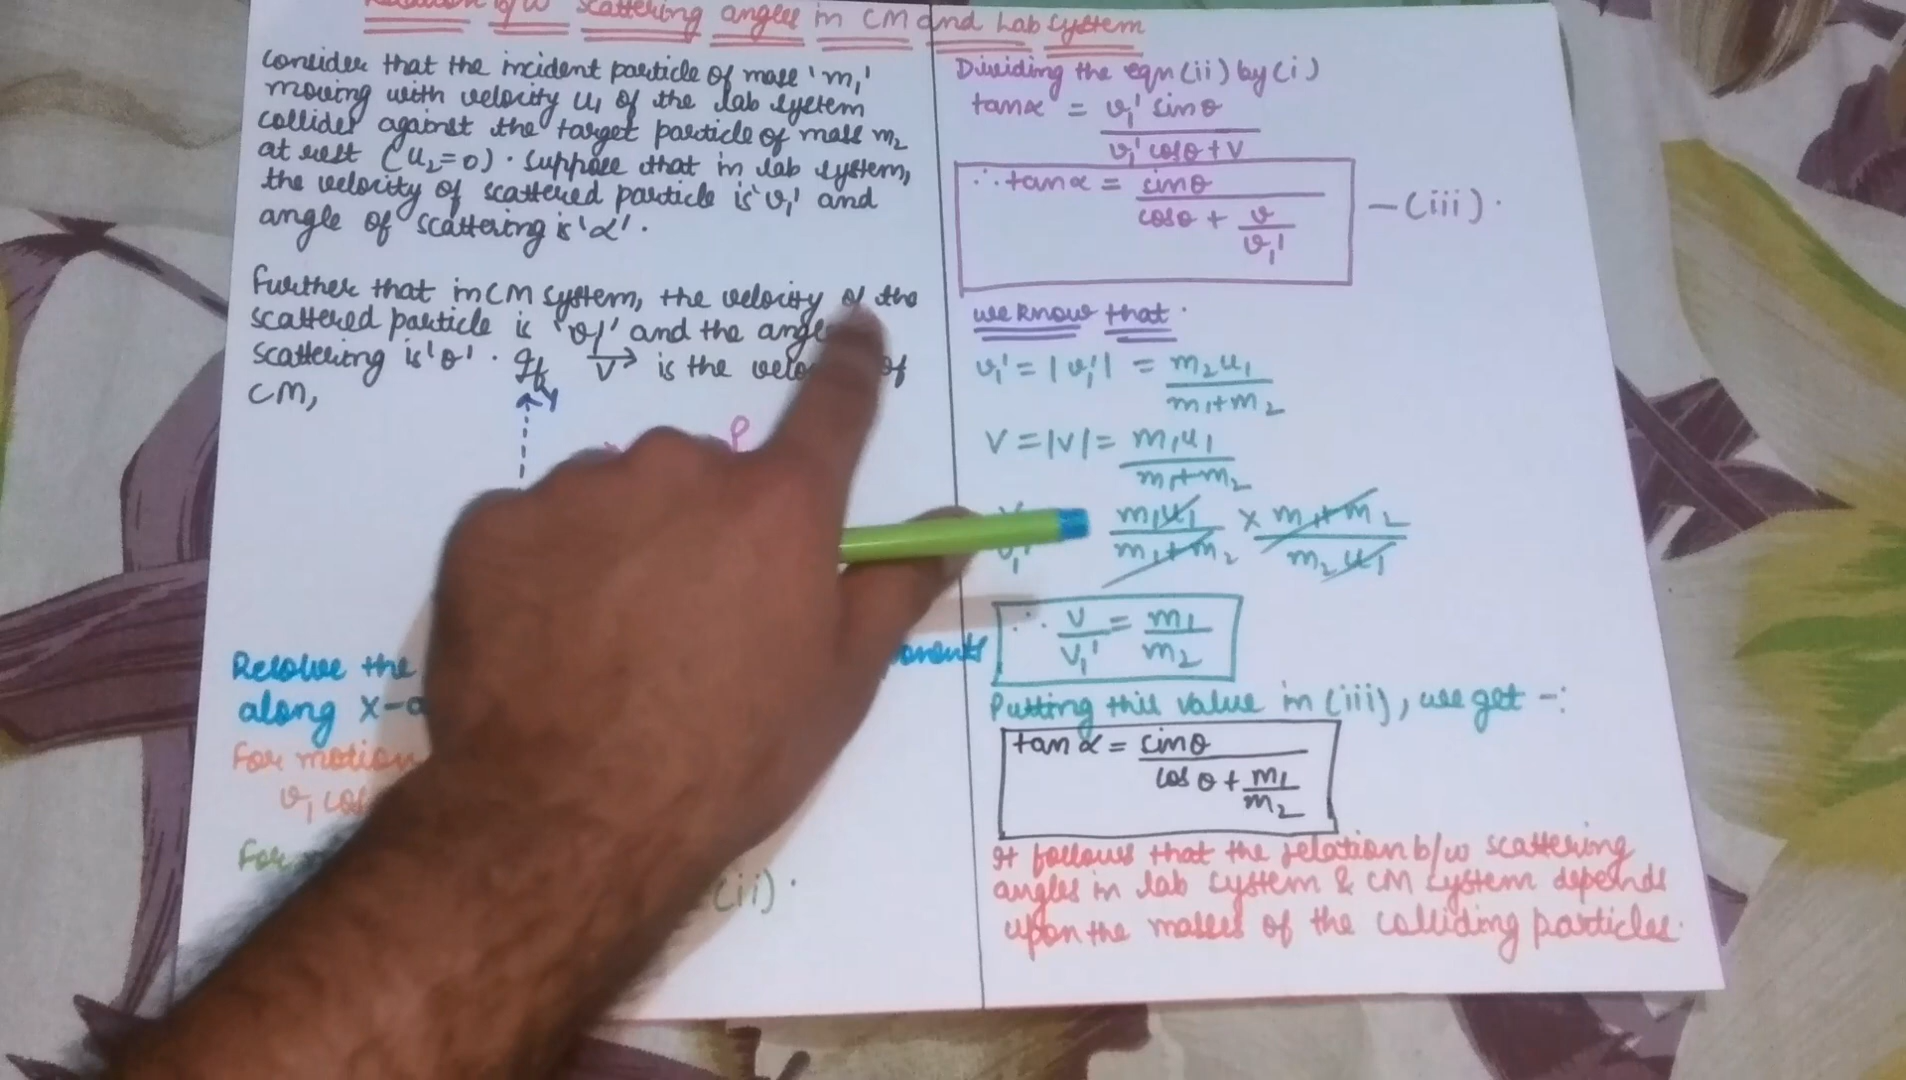 Relation b/w scattering angles in CM and Lab system
Consider that the incident particle of mass 'm₁'
moving with velocity u₁ of the lab system
collides against the target particle of mass m₂
at rest (u₂=0). Suppose that in lab system,
the velocity of scattered particle is 'v₁' and
angle of scattering is 'α'.
Further that in CM system, the velocity of the
scattered particle is 'v₁'' and the angle
scattering is 'θ'. If V→ is the velo of
CM,
y
P
Resolve the onents
along x-a
For motion
v₁ cos
For
(ii).
Dividing the eqn (ii) by (i)
tanα = v₁' sinθ / v₁' cosθ + V
∴ tanα = sinθ / cosθ + v/v₁' — (iii).
we know that.
v₁' = |v₁'| = m₂u₁ / m₁+m₂
V = |V| = m₁u₁ / m₁+m₂
m₁u₁ / m₁+m₂ × m₁+m₂ / m₂u₁
∴ V/V₁' = m₁/m₂
Putting this value in (iii), we get -:
tan α = sinθ / cos θ + m₁/m₂
It follows that the relation b/w scattering
angles in lab system & CM system depends
upon the masses of the colliding particles.